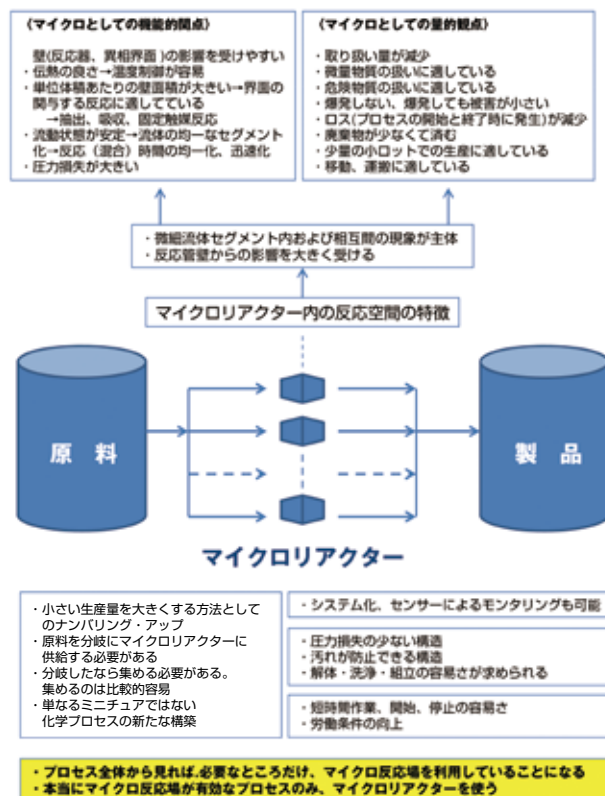 〈マイクロとしての機能的観点〉
壁(反応器、異相界面)の影響を受けやすい
・伝熱の良さ→温度制御が容易
・単位体積あたりの壁面積が大きい→界面の
関与する反応に適してている
→抽出、吸収、固定触媒反応
・流動状態が安定→流体の均一なセグメント
化→反応（混合）時間の均一化、迅速化
・圧力損失が大きい
〈マイクロとしての量的観点〉
・取り扱い量が減少
・微量物質の扱いに適している
・危険物質の扱いに適している
・爆発しない、爆発しても被害が小さい
・ロス(プロセスの開始と終了時に発生)が減少
・廃棄物が少なくて済む
・少量の小ロットでの生産に適している
・移動、運搬に適している
・微細流体セグメント内および相互間の現象が主体
・反応管壁からの影響を大きく受ける
マイクロリアクター内の反応空間の特徴
原 料
製 品
マイクロリアクター
・小さい生産量を大きくする方法として
のナンバリング・アップ
・原料を分岐にマイクロリアクターに
供給する必要がある
・分岐したなら集める必要がある。
集めるのは比較的容易
・単なるミニチュアではない
化学プロセスの新たな構築
・システム化、センサーによるモンタリングも可能
・圧力損失の少ない構造
・汚れが防止できる構造
・解体・洗浄・組立の容易さが求められる
・短時間作業、開始、停止の容易さ
・労働条件の向上
・プロセス全体から見れば.必要なところだけ、マイクロ反応場を利用していることになる
・本当にマイクロ反応場が有効なプロセスのみ、マイクロリアクターを使う